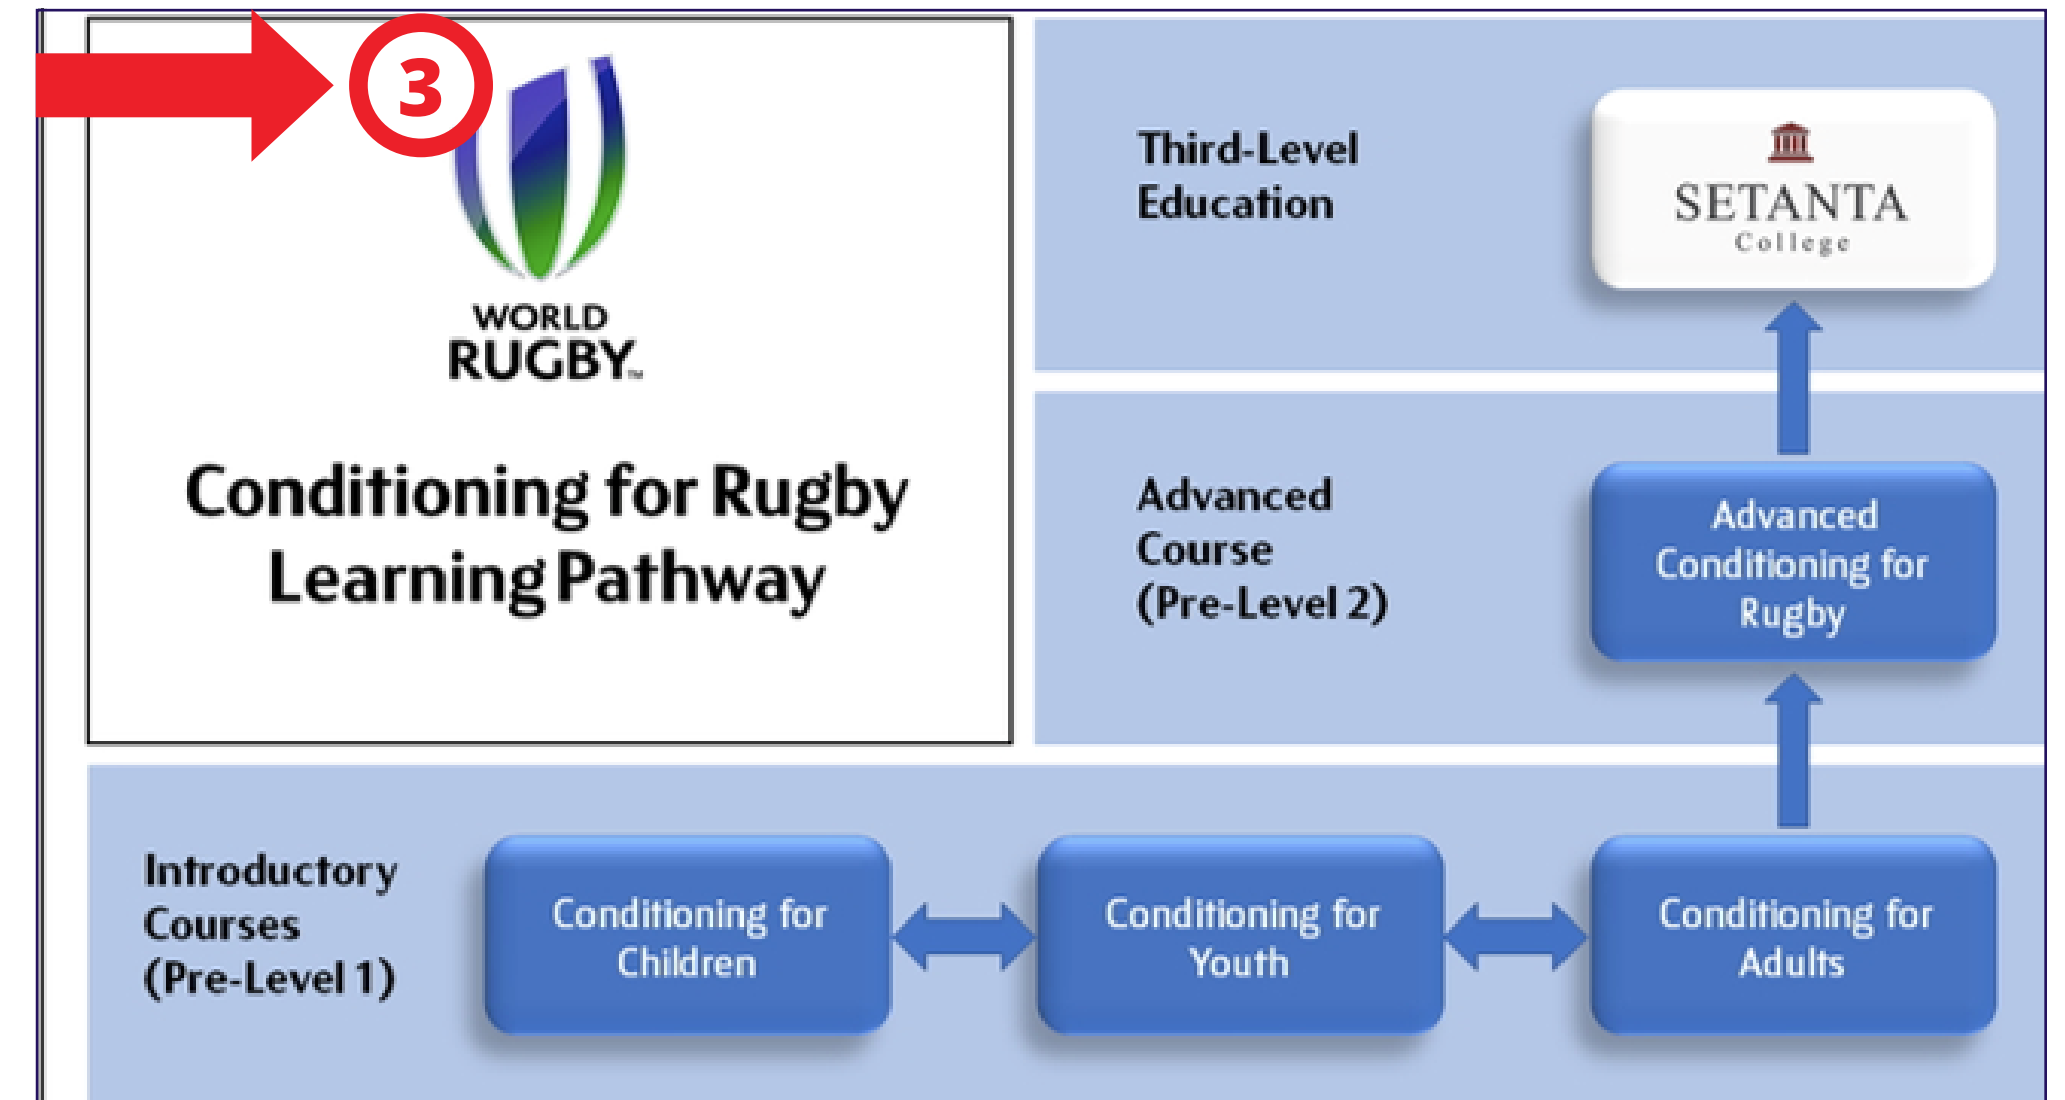 3
WORLD
RUGBY™
Conditioning for Rugby
Learning Pathway
Third-Level
Education
SETANTA
College
Advanced
Course
(Pre-Level 2)
Advanced
Conditioning for
Rugby
Introductory
Courses
(Pre-Level 1)
Conditioning for
Children
Conditioning for
Youth
Conditioning for
Adults